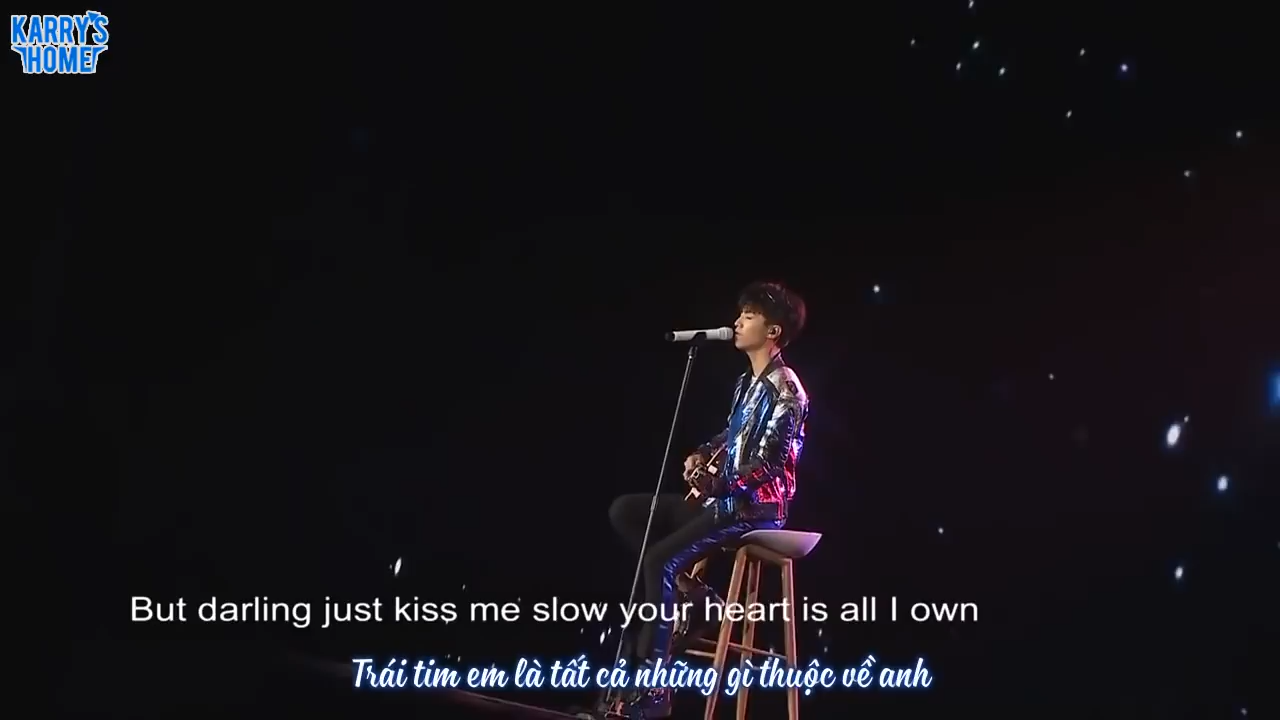 KARRY'S
HOME
But darling just kiss me slow your heart is all I own
Trái tim em là tất cả những gì thuộc về anh